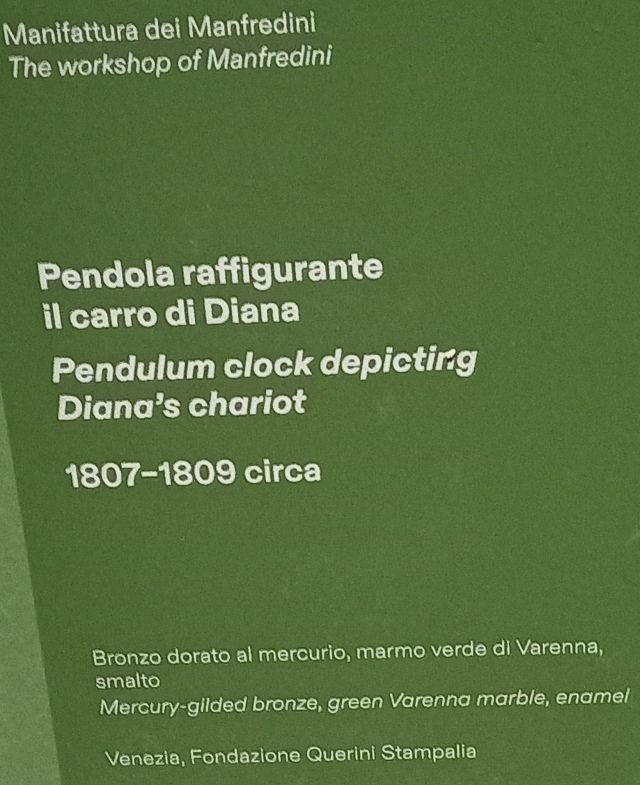 Manifattura dei Manfredini
The workshop of Manfredini
Pendola raffigurante
il carro di Diana
Pendulum clock depicting
Diana's chariot
1807–1809 circa
Bronzo dorato al mercurio, marmo verde di Varenna,
smalto
Mercury-gilded bronze, green Varenna marble, enamel
Venezia, Fondazione Querini Stampalia